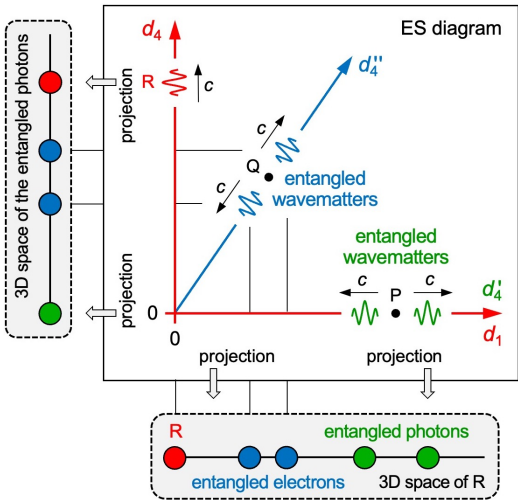 ES diagram
d4
R
c
d4''
c
Q
c
entangled
wavematters
entangled
wavematters
c
P
c
d4'
d1
0
0
projection
projection
3D space of the entangled photons
projection
projection
R
entangled photons
entangled electrons
3D space of R